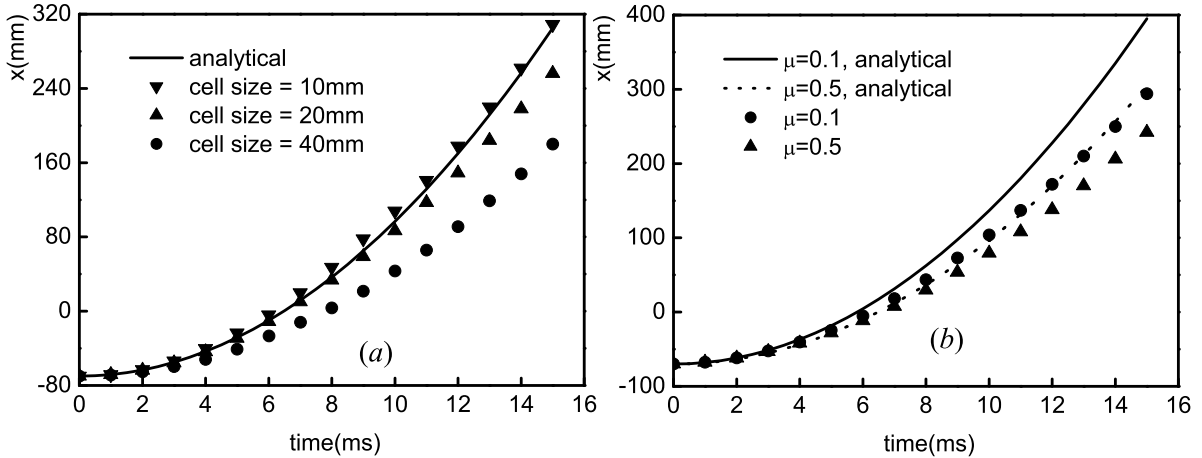 x(mm)
320
240
160
80
0
-80
analytical
cell size = 10mm
cell size = 20mm
cell size = 40mm
(a)
0 2 4 6 8 10 12 14 16
time(ms)
x(mm)
400
300
200
100
0
-100
μ=0.1, analytical
μ=0.5, analytical
μ=0.1
μ=0.5
(b)
0 2 4 6 8 10 12 14 16
time(ms)